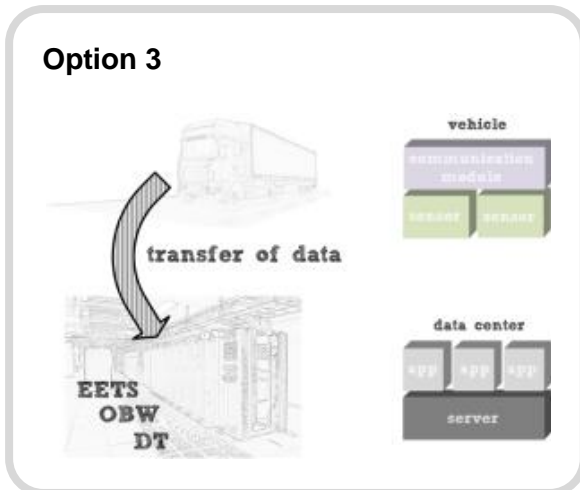 Option 3
vehicle
communication
module
sensor sensor
transfer of data
data center
app app app
server
EETS
OBW
DT